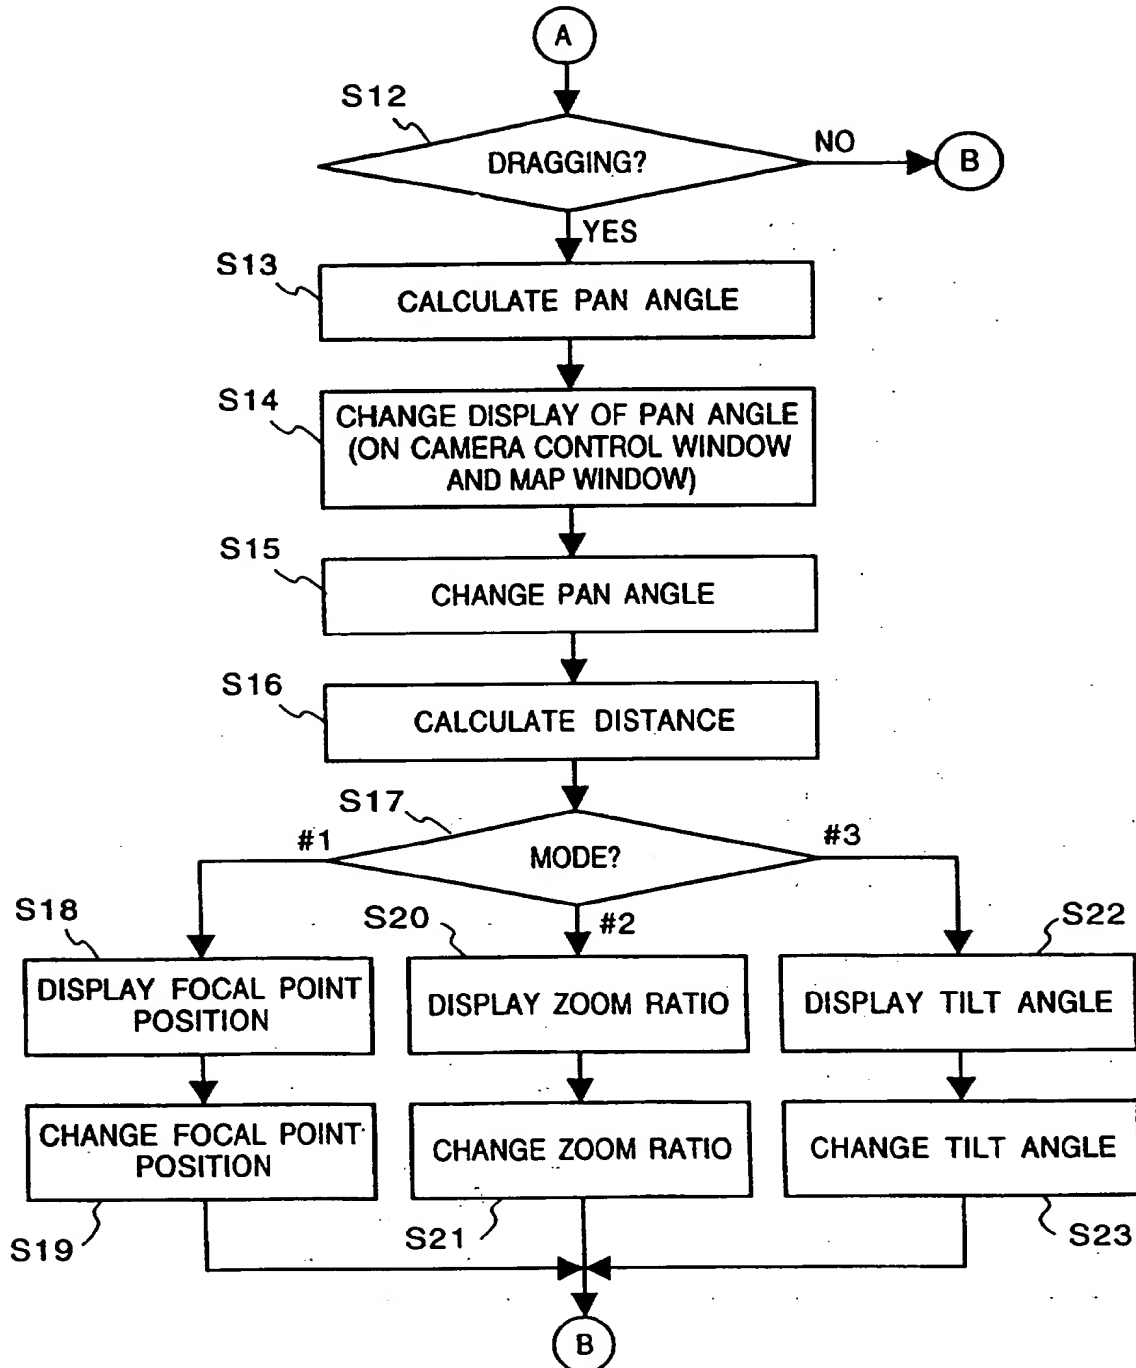 A
S12
DRAGGING?
NO
B
YES
S13
CALCULATE PAN ANGLE
S14
CHANGE DISPLAY OF PAN ANGLE
(ON CAMERA CONTROL WINDOW
AND MAP WINDOW)
S15
CHANGE PAN ANGLE
S16
CALCULATE DISTANCE
S17
#1
MODE?
#3
#2
S18
DISPLAY FOCAL POINT
POSITION
S20
DISPLAY ZOOM RATIO
S22
DISPLAY TILT ANGLE
CHANGE FOCAL POINT
POSITION
S19
CHANGE ZOOM RATIO
S21
CHANGE TILT ANGLE
S23
B